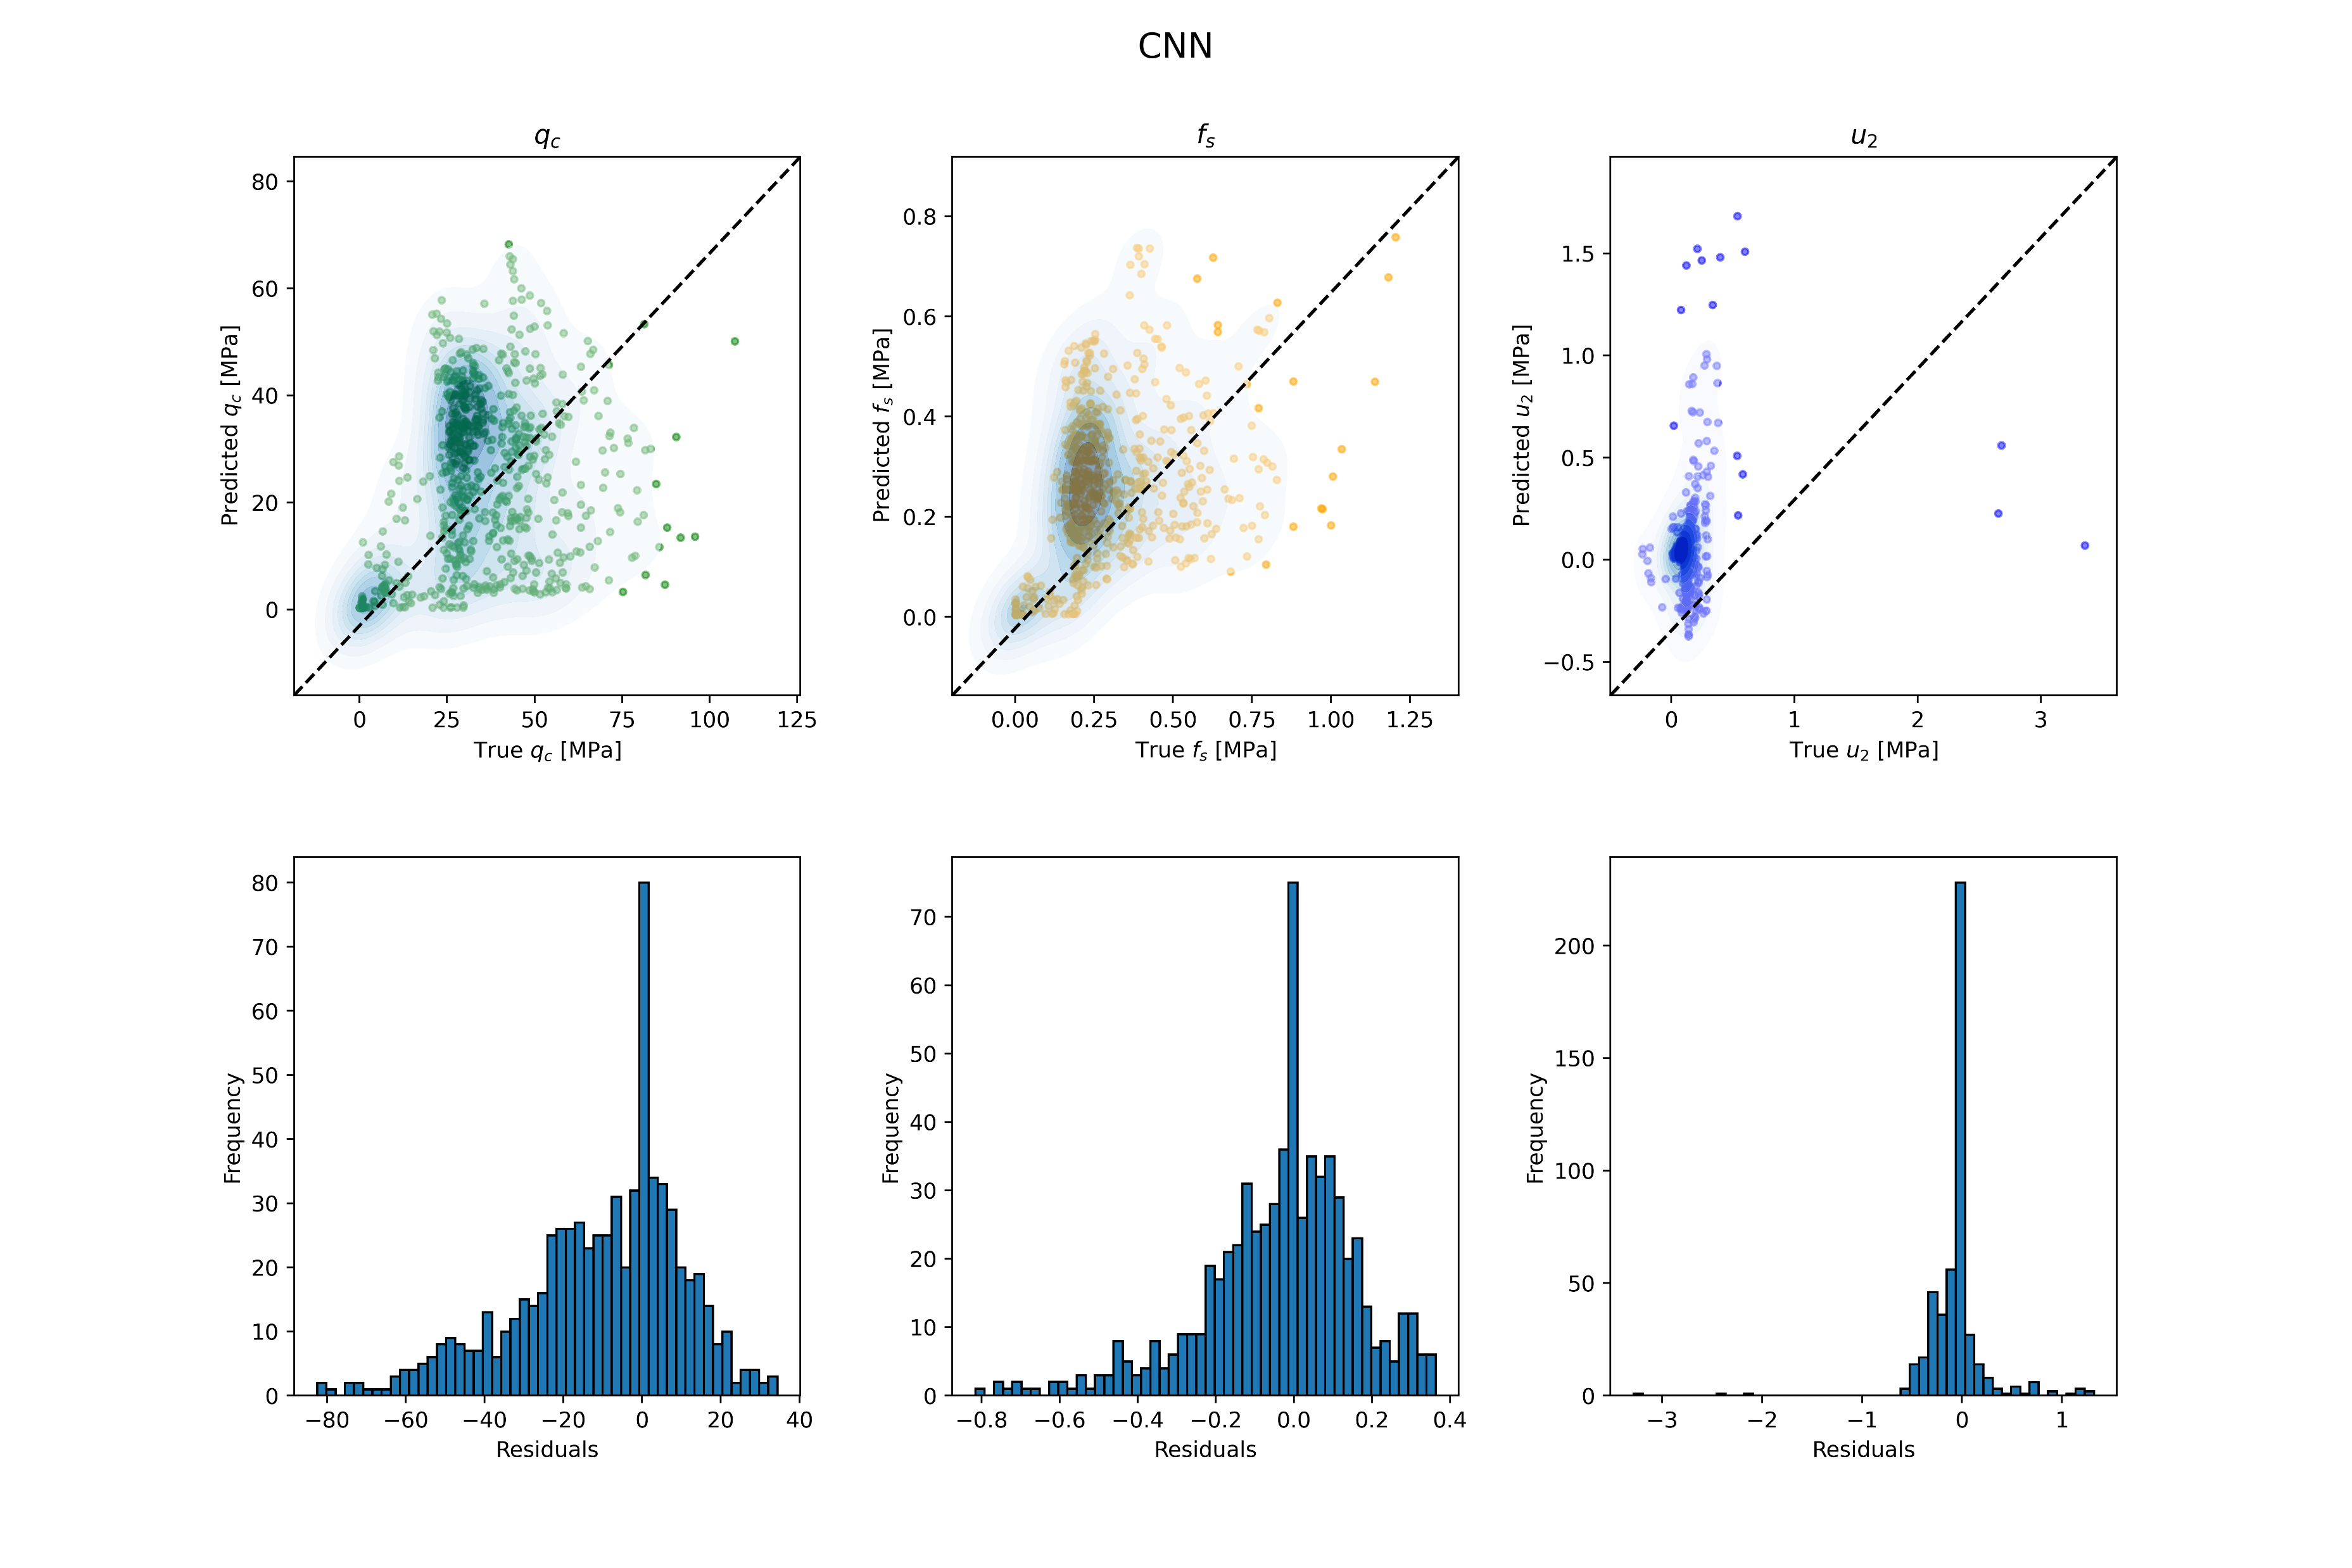 CNN
q_c
f_s
u_2
80
60
40
20
0
Predicted q_c [MPa]
0 25 50 75 100 125
True q_c [MPa]
0.8
0.6
0.4
0.2
0.0
Predicted f_s [MPa]
0.00 0.25 0.50 0.75 1.00 1.25
True f_s [MPa]
1.5
1.0
0.5
0.0
−0.5
Predicted u_2 [MPa]
0 1 2 3
True u_2 [MPa]
80
70
60
50
40
30
20
10
0
Frequency
−80 −60 −40 −20 0 20 40
Residuals
70
60
50
40
30
20
10
0
Frequency
−0.8 −0.6 −0.4 −0.2 0.0 0.2 0.4
Residuals
200
150
100
50
0
Frequency
−3 −2 −1 0 1
Residuals